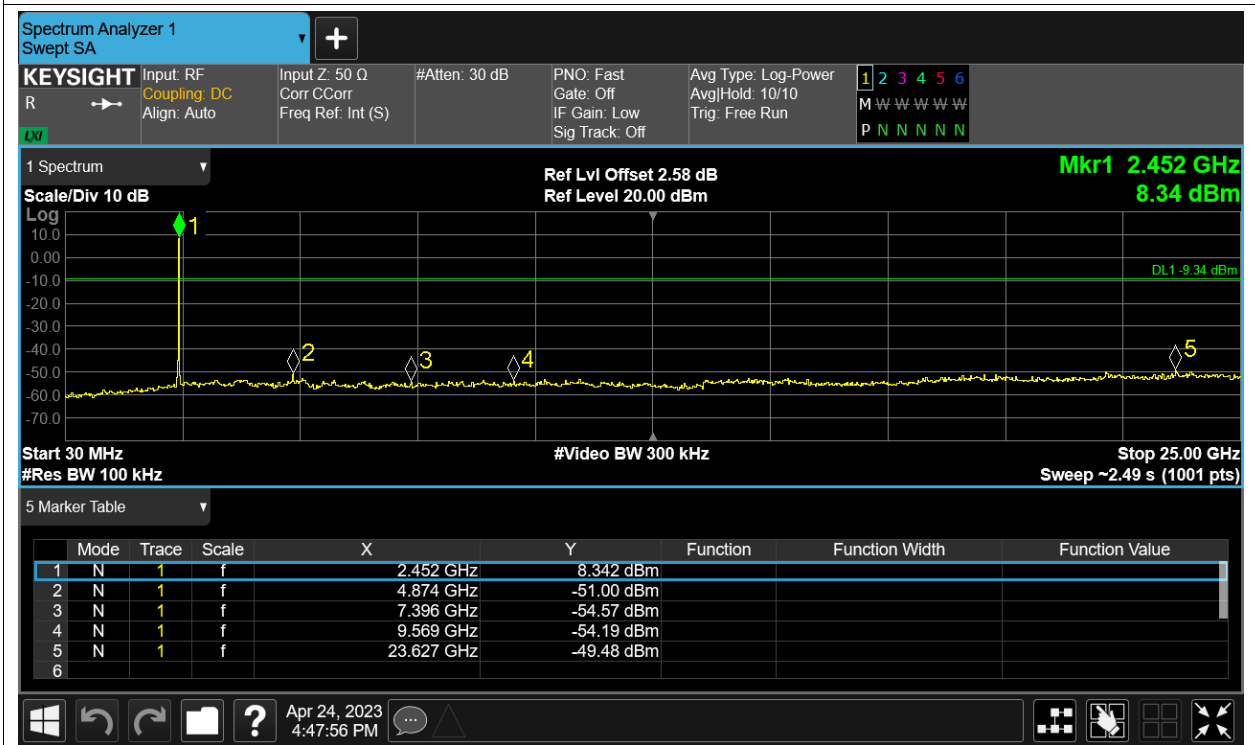 Spectrum Analyzer 1
Swept SA
KEYSIGHT
R
LXI
Input: RF
Coupling: DC
Align: Auto
Input Z: 50 Ω
Corr CCorr
Freq Ref: Int (S)
#Atten: 30 dB
PNO: Fast
Gate: Off
IF Gain: Low
Sig Track: Off
Avg Type: Log-Power
Avg|Hold: 10/10
Trig: Free Run
1 2 3 4 5 6
M W W W W W
P N N N N N
1 Spectrum
Scale/Div 10 dB
Ref Lvl Offset 2.58 dB
Ref Level 20.00 dBm
Mkr1 2.452 GHz
8.34 dBm
Log
10.0
0.00
-10.0
-20.0
-30.0
-40.0
-50.0
-60.0
-70.0
1
2
3
4
5
DL1 -9.34 dBm
Start 30 MHz
#Res BW 100 kHz
#Video BW 300 kHz
Stop 25.00 GHz
Sweep ~2.49 s (1001 pts)
5 Marker Table
Mode Trace Scale X Y Function Function Width Function Value
1 N 1 f 2.452 GHz 8.342 dBm
2 N 1 f 4.874 GHz -51.00 dBm
3 N 1 f 7.396 GHz -54.57 dBm
4 N 1 f 9.569 GHz -54.19 dBm
5 N 1 f 23.627 GHz -49.48 dBm
6
?
Apr 24, 2023
4:47:56 PM